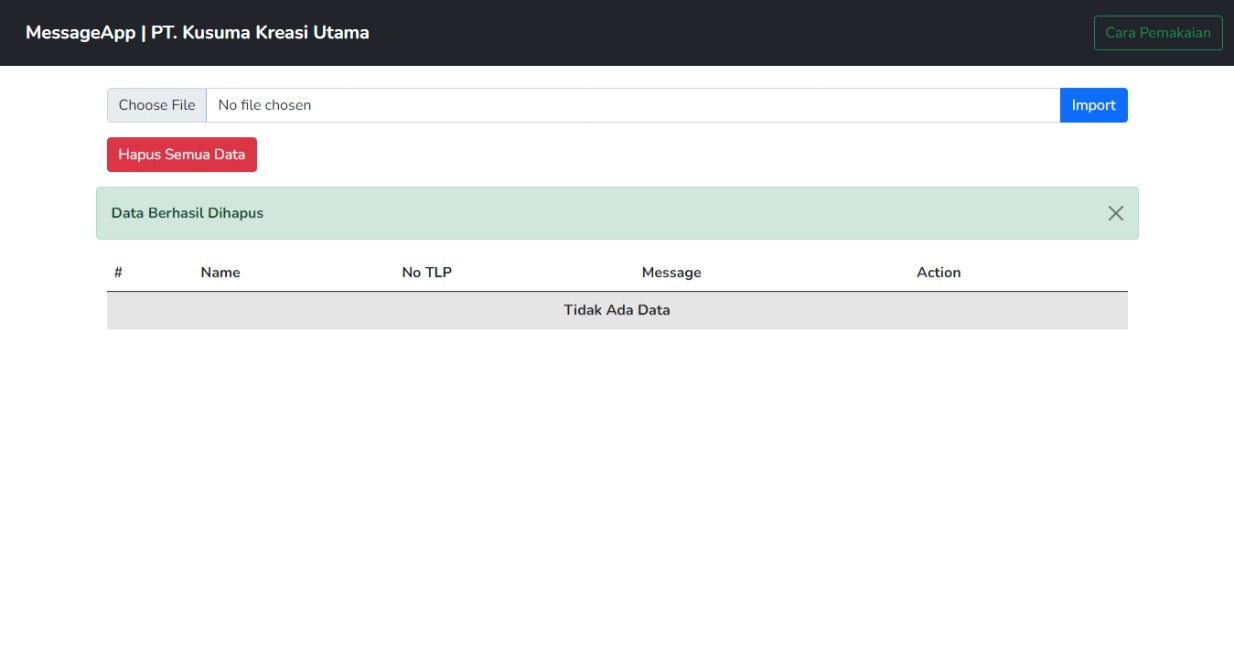 MessageApp | PT. Kusuma Kreasi Utama
Cara Pemakaian
Choose File No file chosen Import
Hapus Semua Data
Data Berhasil Dihapus
# Name No TLP Message Action
Tidak Ada Data